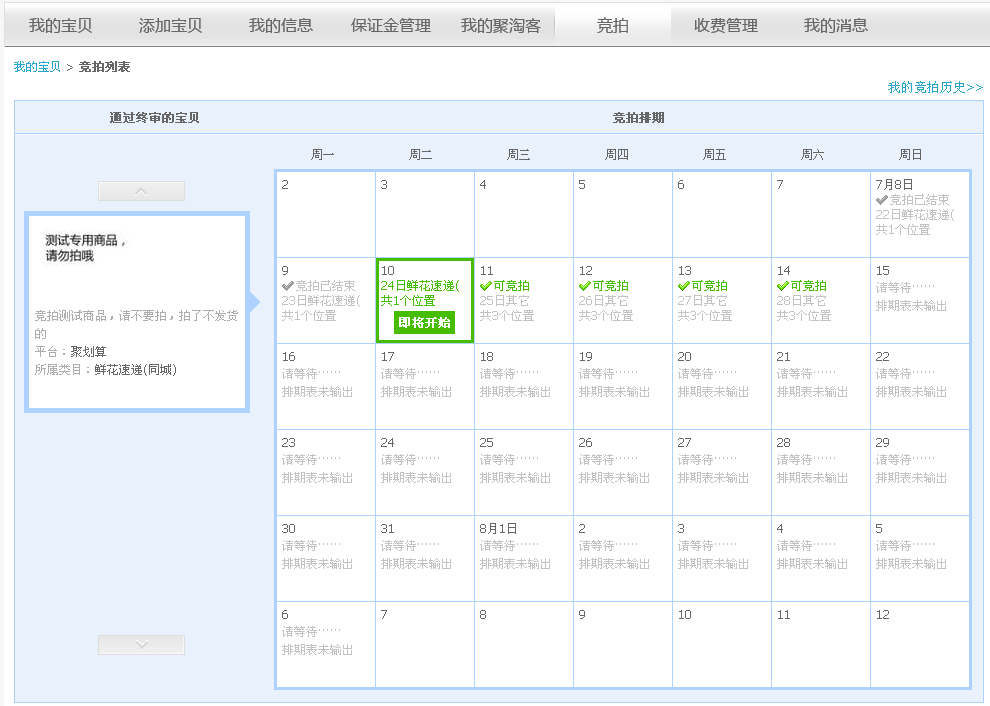 我的宝贝 添加宝贝 我的信息 保证金管理 我的聚淘客 竞拍 收费管理 我的消息
我的宝贝 > 竞拍列表
我的竞拍历史>>
通过终审的宝贝
测试专用商品，
请勿拍哦
竞拍测试商品，请不要拍，拍了不发货
的
平台：聚划算
所属类目：鲜花速递(同城)
竞拍排期
周一 周二 周三 周四 周五 周六 周日
2 3 4 5 6 7 7月8日
竞拍已结束
22日鲜花速递(
共1个位置
9
竞拍已结束
23日鲜花速递(
共1个位置
10
24日鲜花速递(
共1个位置
即将开始
11
可竞拍
25日其它
共3个位置
12
可竞拍
26日其它
共3个位置
13
可竞拍
27日其它
共3个位置
14
可竞拍
28日其它
共3个位置
15
请等待……
排期表未输出
16 17 18 19 20 21 22
请等待…… 请等待…… 请等待…… 请等待…… 请等待…… 请等待…… 请等待……
排期表未输出 排期表未输出 排期表未输出 排期表未输出 排期表未输出 排期表未输出 排期表未输出
23 24 25 26 27 28 29
请等待…… 请等待…… 请等待…… 请等待…… 请等待…… 请等待…… 请等待……
排期表未输出 排期表未输出 排期表未输出 排期表未输出 排期表未输出 排期表未输出 排期表未输出
30 31 8月1日 2 3 4 5
请等待…… 请等待…… 请等待…… 请等待…… 请等待…… 请等待…… 请等待……
排期表未输出 排期表未输出 排期表未输出 排期表未输出 排期表未输出 排期表未输出 排期表未输出
6 7 8 9 10 11 12
请等待……
排期表未输出